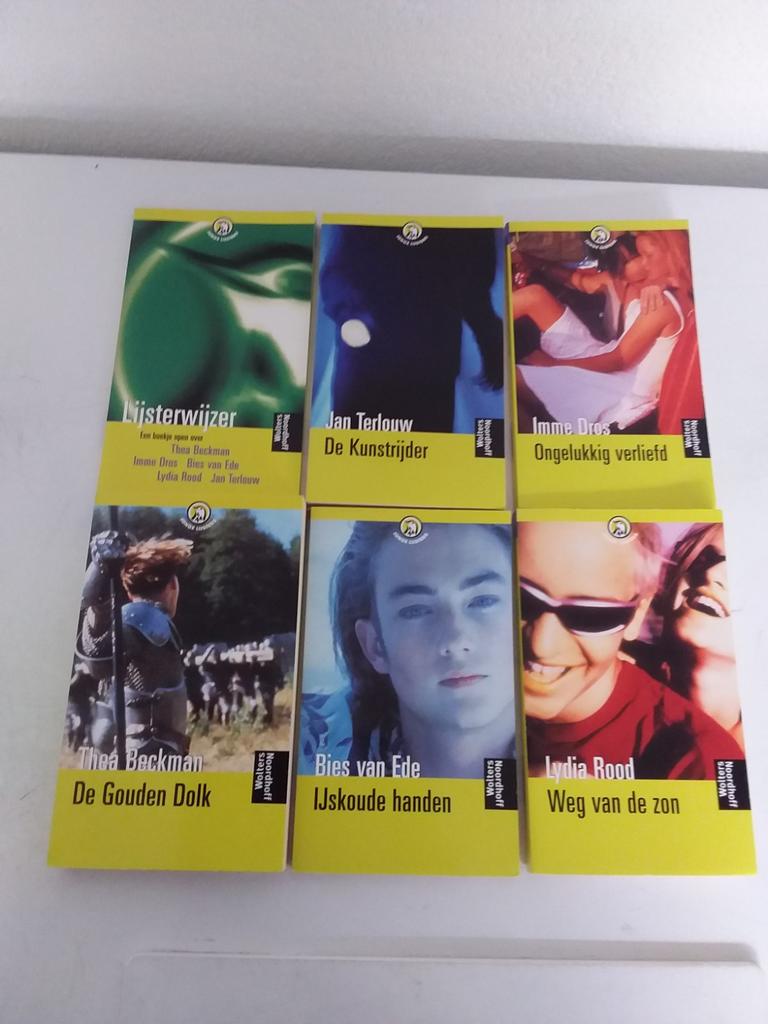 Lijsterwijzer
Een boekje open over
Thea Beckman
Imme Dros Bies van Ede
Lydia Rood Jan Terlouw
Noordhoff
Wolters
Jan Terlouw
De Kunstrijder
Noordhoff
Wolters
Imme Dros
Ongelukkig verliefd
Noordhoff
Wolters
Thea Beckman
De Gouden Dolk
Noordhoff
Wolters
Bies van Ede
IJskoude handen
Noordhoff
Wolters
Lydia Rood
Weg van de zon
Noordhoff
Wolters